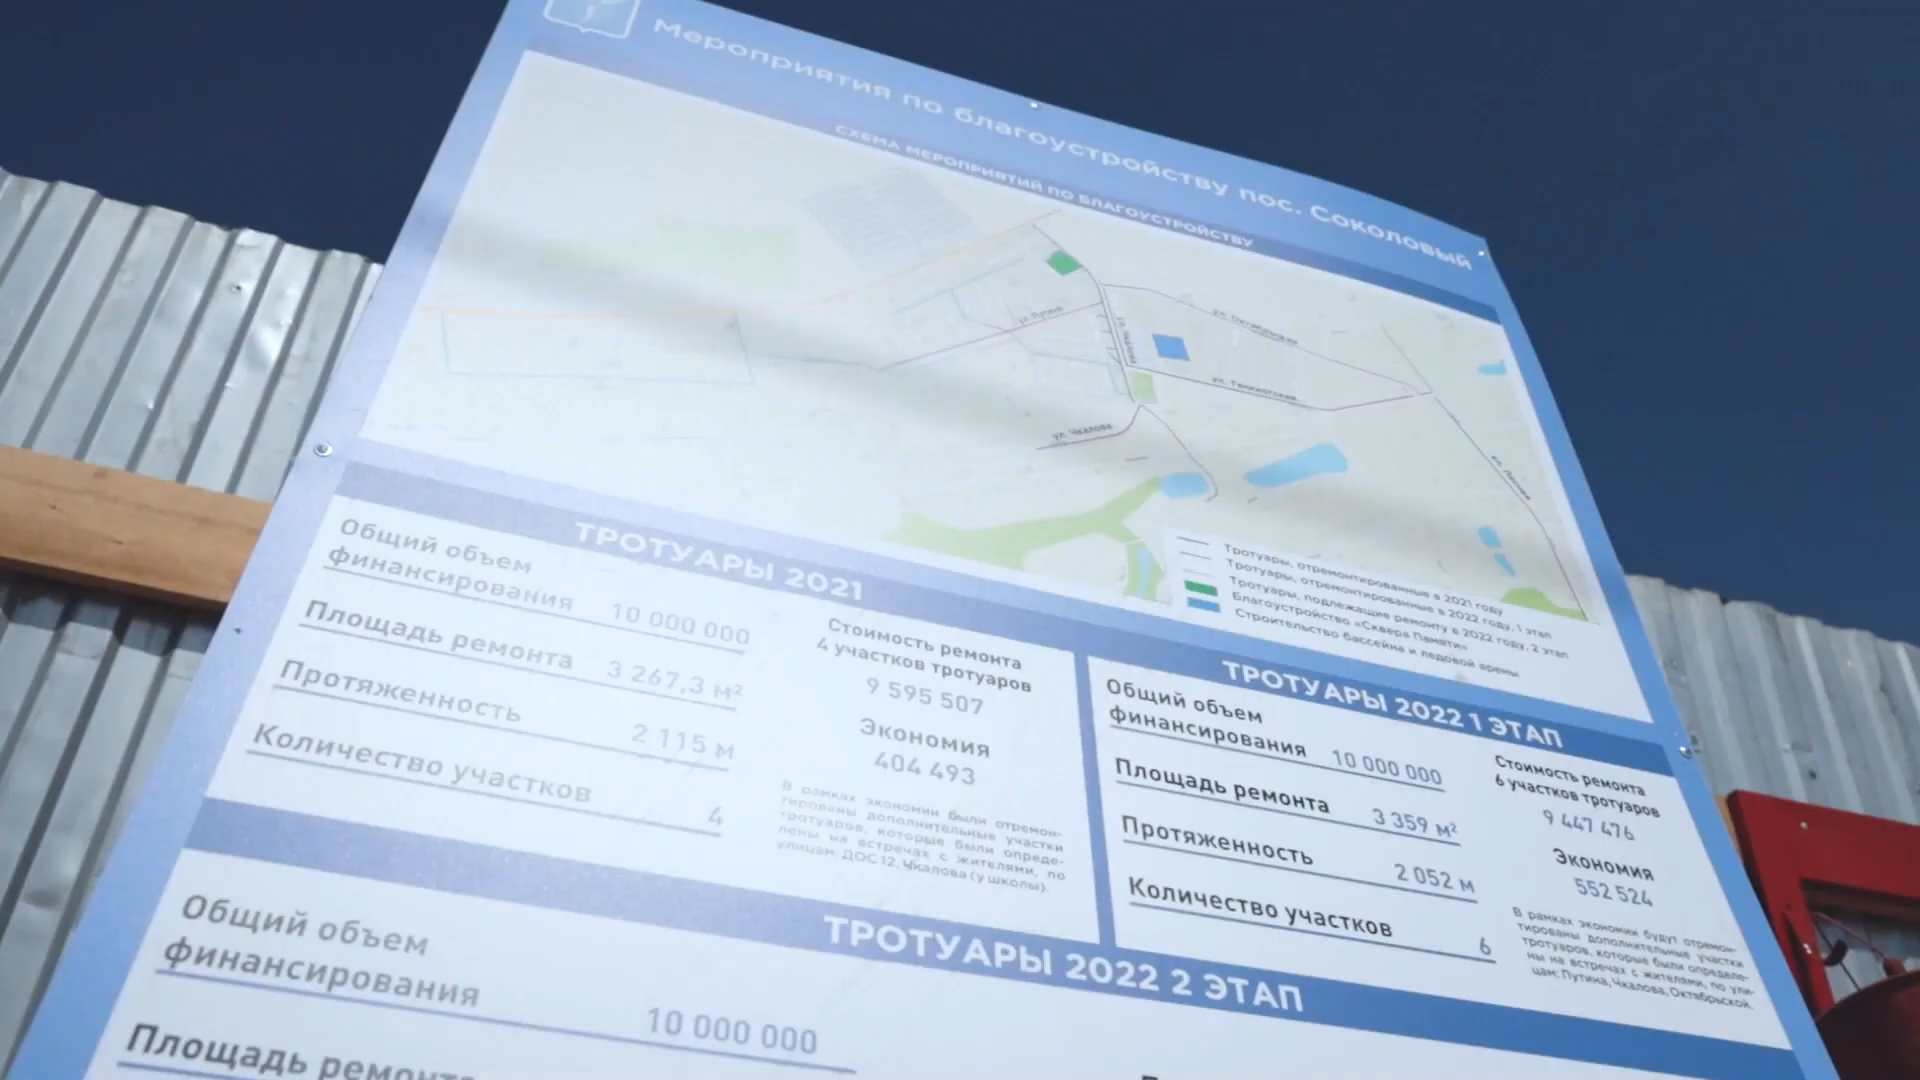 Мероприятия по благоустройству пос. Соколовый
СХЕМА МЕРОПРИЯТИЙ ПО БЛАГОУСТРОЙСТВУ
ул. Путина
ул. Чкалова
ул. Октябрьская
ул. Чкалова
Тротуары, отремонтированные в 2021 году
Тротуары, отремонтированные в 2022 году, 1 этап
Тротуары, подлежащие ремонту в 2022 году, 2 этап
Благоустройство «Сквера Памяти»
Строительство бассейна и ледовой арены
ТРОТУАРЫ 2021
Общий объем
финансирования 10 000 000
Площадь ремонта 3 267,3 м²
Протяженность 2 115 м
Количество участков 4
Стоимость ремонта
4 участков тротуаров
9 595 507
Экономия
404 493
В рамках экономии были отремон-
тированы дополнительные участки
тротуаров, которые были опреде-
лены на встречах с жителями, по
улицам: ДОС 12, Чкалова (у школы).
ТРОТУАРЫ 2022 1 ЭТАП
Общий объем
финансирования 10 000 000
Площадь ремонта 3 359 м²
Протяженность 2 052 м
Количество участков 6
Стоимость ремонта
6 участков тротуаров
9 447 476
Экономия
552 524
В рамках экономии будут отремон-
тированы дополнительные участки
тротуаров, которые были определе-
ны на встречах с жителями, по ули-
цам: Путина, Чкалова, Октябрьской.
ТРОТУАРЫ 2022 2 ЭТАП
Общий объем
финансирования 10 000 000
Площадь ремонта